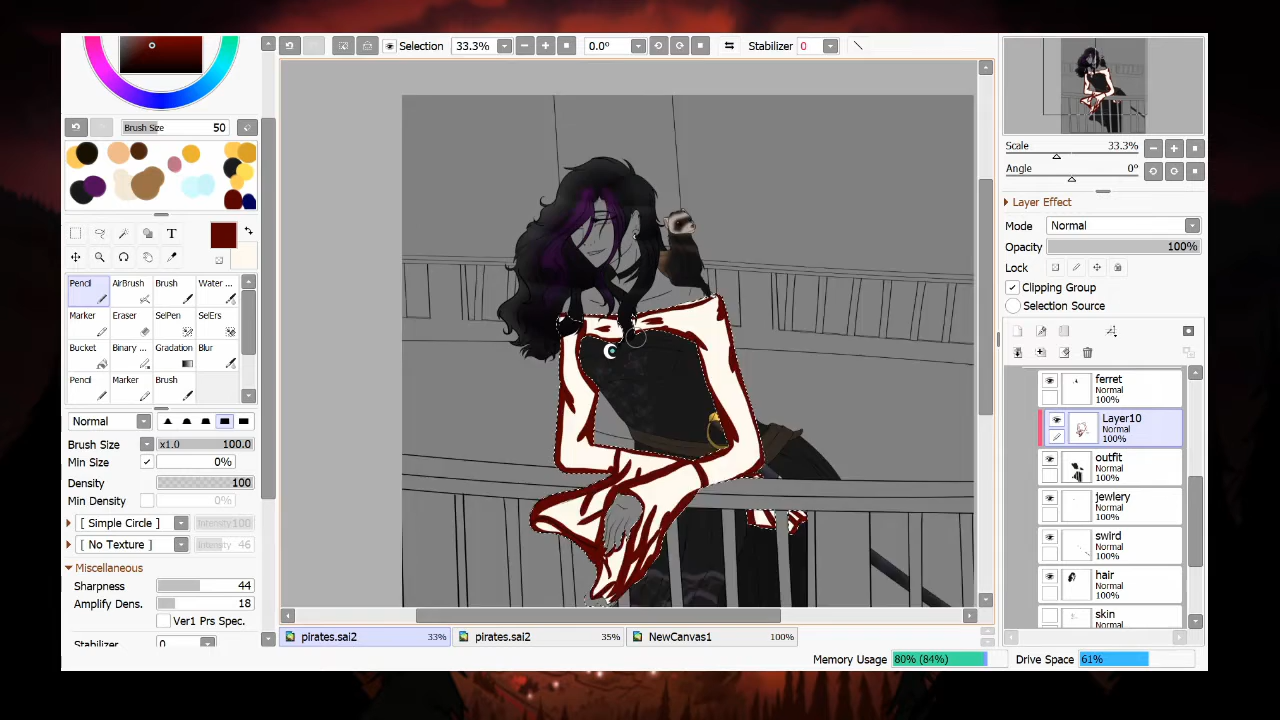 Selection 33.3% 0.0° Stabilizer 0
Brush Size 50
T
Pencil AirBrush Brush Water ...
Marker Eraser SelPen SelErs
Bucket Binary ... Gradation Blur
Pencil Marker Brush
Normal
Brush Size x1.0 100.0
Min Size 0%
Density 100
Min Density 0%
[ Simple Circle ] Intensity 100
[ No Texture ] Intensity 46
Miscellaneous
Sharpness 44
Amplify Dens. 18
Ver1 Prs Spec.
Stabilizer 0
pirates.sai2 33% pirates.sai2 35% NewCanvas1 100%
Scale 33.3%
Angle 0°
Layer Effect
Mode Normal
Opacity 100%
Lock
Clipping Group
Selection Source
ferret
Normal
100%
Layer10
Normal
100%
outfit
Normal
100%
jewlery
Normal
100%
swird
Normal
100%
hair
Normal
100%
skin
Normal
100%
Memory Usage 80% (84%) Drive Space 61%